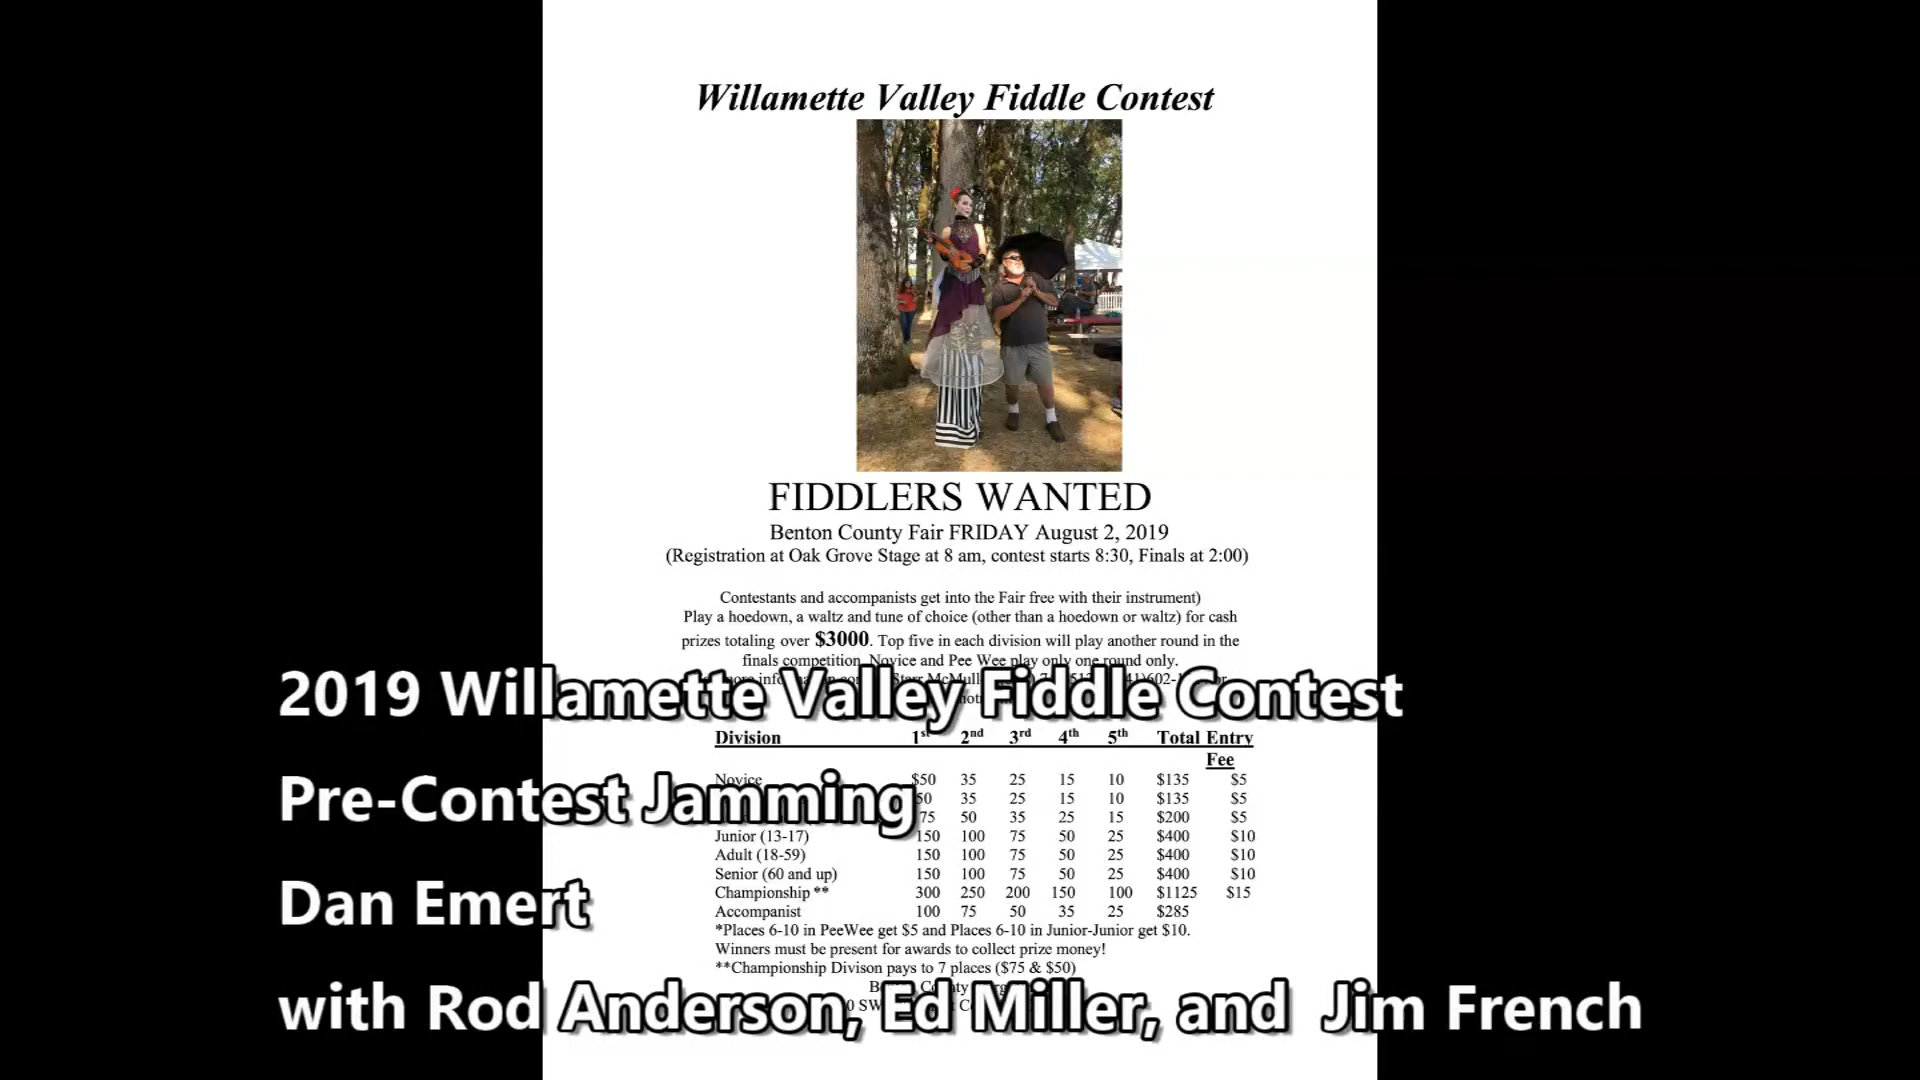 Willamette Valley Fiddle Contest
FIDDLERS WANTED
Benton County Fair FRIDAY August 2, 2019
(Registration at Oak Grove Stage at 8 am, contest starts 8:30, Finals at 2:00)
Contestants and accompanists get into the Fair free with their instrument)
Play a hoedown, a waltz and tune of choice (other than a hoedown or waltz) for cash
prizes totaling over $3000. Top five in each division will play another round in the
finals competition. Novice and Pee Wee play only one round only.
2019 Willamette Valley Fiddle Contest
Division 1st 2nd 3rd 4th 5th Total Entry
Fee
Novice $50 35 25 15 10 $135 $5
Pre-Contest Jamming
50 35 25 15 10 $135 $5
75 50 35 25 15 $200 $5
Junior (13-17) 150 100 75 50 25 $400 $10
Adult (18-59) 150 100 75 50 25 $400 $10
Senior (60 and up) 150 100 75 50 25 $400 $10
Championship ** 300 250 200 150 100 $1125 $15
Dan Emert
Accompanist 100 75 50 35 25 $285
*Places 6-10 in PeeWee get $5 and Places 6-10 in Junior-Junior get $10.
Winners must be present for awards to collect prize money!
**Championship Divison pays to 7 places ($75 & $50)
with Rod Anderson, Ed Miller, and Jim French